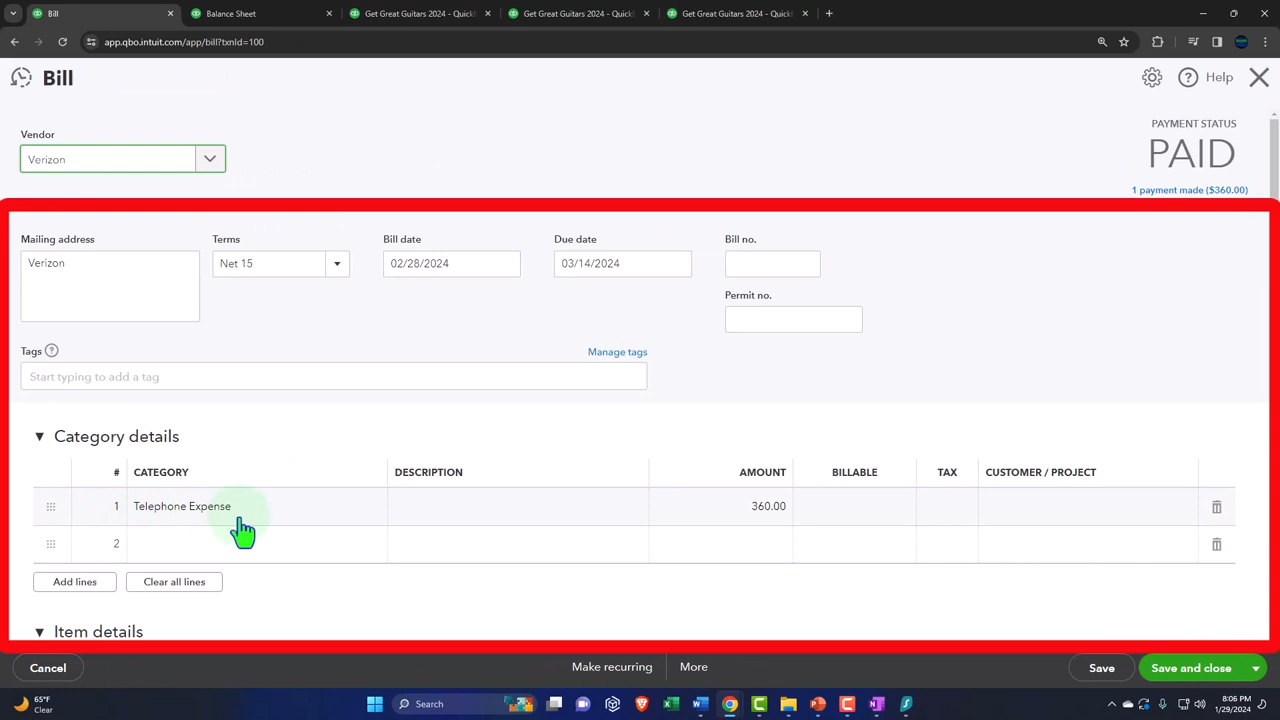 Bill
Balance Sheet
Get Great Guitars 2024 - QuickB
Get Great Guitars 2024 - QuickB
Get Great Guitars 2024 - QuickB
app.qbo.intuit.com/app/bill?txnId=100
Bill
Help
Vendor
Verizon
PAYMENT STATUS
PAID
1 payment made ($360.00)
Mailing address
Terms
Bill date
Due date
Bill no.
Verizon
Net 15
02/28/2024
03/14/2024
Permit no.
Tags
Manage tags
Start typing to add a tag
Category details
# CATEGORY DESCRIPTION AMOUNT BILLABLE TAX CUSTOMER / PROJECT
1 Telephone Expense 360.00
2
Add lines
Clear all lines
Item details
Cancel
Make recurring
More
Save
Save and close
65°F
Clear
Search
8:06 PM
1/29/2024